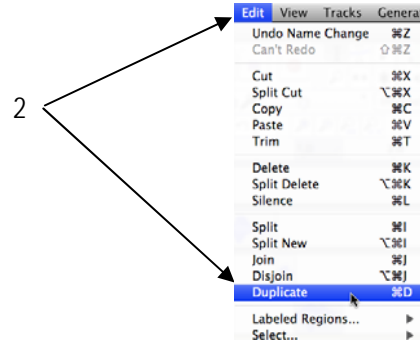 Edit View Tracks Genera
Undo Name Change ⌘Z
Can't Redo ⇧⌘Z
Cut ⌘X
Split Cut ⌥⌘X
Copy ⌘C
Paste ⌘V
Trim ⌘T
2
Delete ⌘K
Split Delete ⌥⌘K
Silence ⌘L
Split ⌘I
Split New ⌥⌘I
Join ⌘J
Disjoin ⌥⌘J
Duplicate ⌘D
Labeled Regions... ▶
Select... ▶